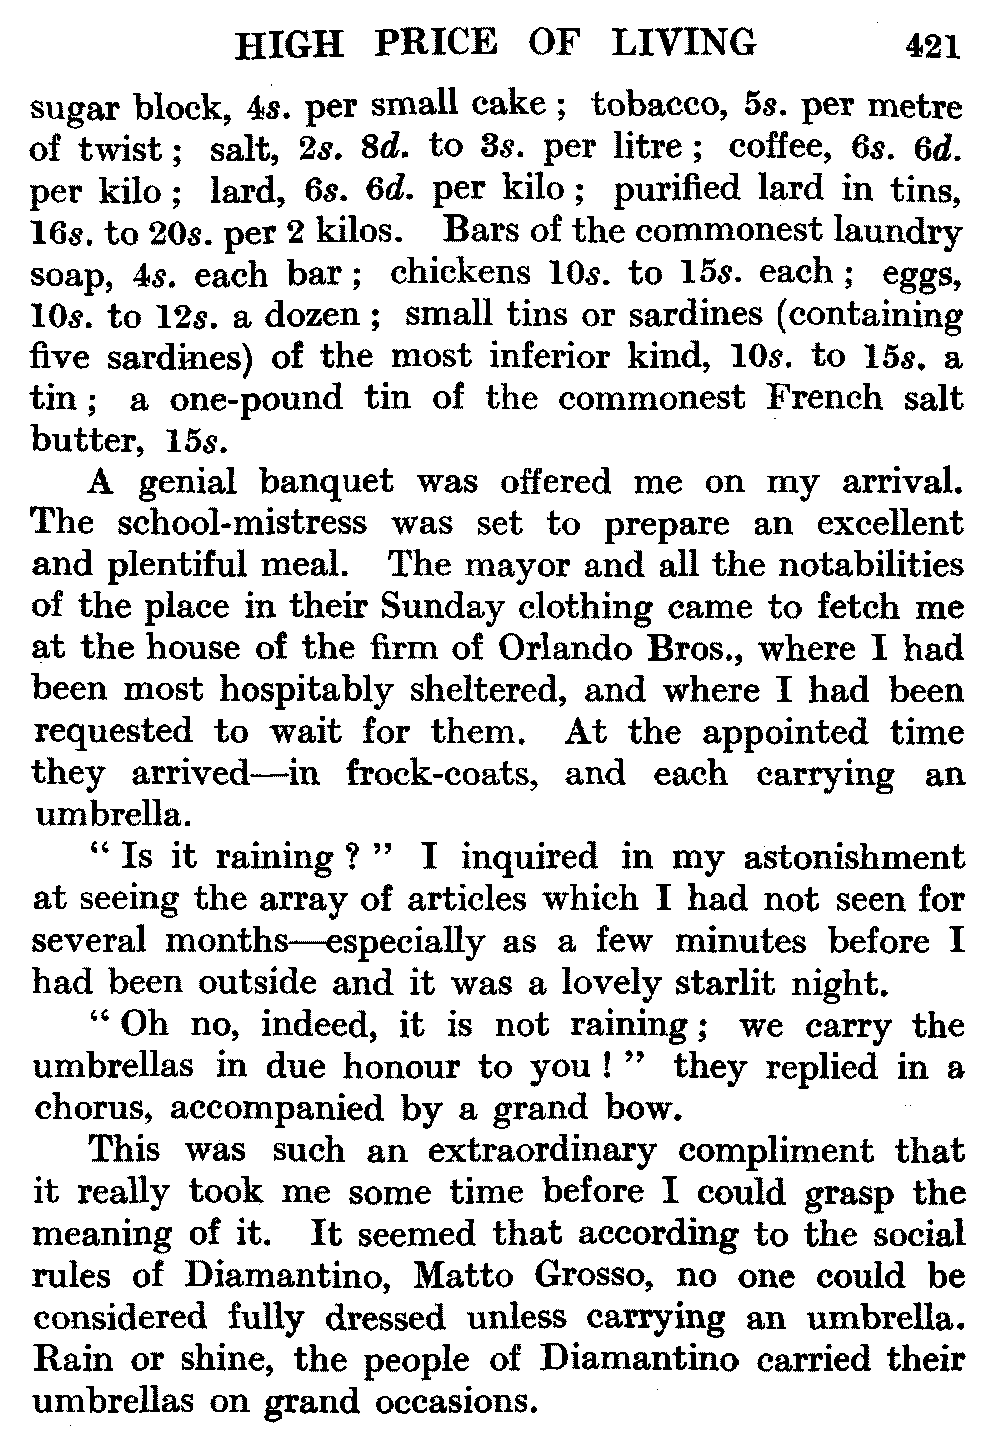 HIGH PRICE OF LIVING 421
sugar block, 4s. per small cake ; tobacco, 5s. per metre
of twist ; salt, 2s. 8d. to 3s. per litre ; coffee, 6s. 6d.
per kilo ; lard, 6s. 6d. per kilo ; purified lard in tins,
16s. to 20s. per 2 kilos. Bars of the commonest laundry
soap, 4s. each bar ; chickens 10s. to 15s. each ; eggs,
10s. to 12s. a dozen ; small tins or sardines (containing
five sardines) of the most inferior kind, 10s. to 15s. a
tin ; a one-pound tin of the commonest French salt
butter, 15s.
A genial banquet was offered me on my arrival.
The school-mistress was set to prepare an excellent
and plentiful meal. The mayor and all the notabilities
of the place in their Sunday clothing came to fetch me
at the house of the firm of Orlando Bros., where I had
been most hospitably sheltered, and where I had been
requested to wait for them. At the appointed time
they arrived—in frock-coats, and each carrying an
umbrella.
“ Is it raining ? ” I inquired in my astonishment
at seeing the array of articles which I had not seen for
several months—especially as a few minutes before I
had been outside and it was a lovely starlit night.
“ Oh no, indeed, it is not raining ; we carry the
umbrellas in due honour to you ! ” they replied in a
chorus, accompanied by a grand bow.
This was such an extraordinary compliment that
it really took me some time before I could grasp the
meaning of it. It seemed that according to the social
rules of Diamantino, Matto Grosso, no one could be
considered fully dressed unless carrying an umbrella.
Rain or shine, the people of Diamantino carried their
umbrellas on grand occasions.